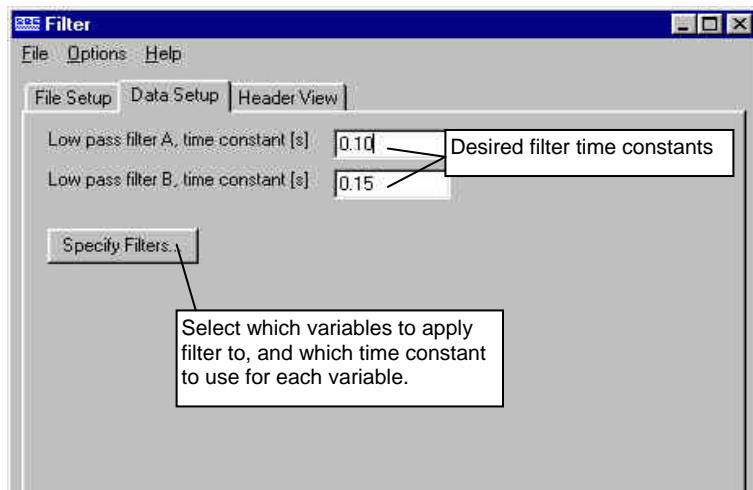 SBE Filter
File Options Help
File Setup Data Setup Header View
Low pass filter A, time constant [s] 0.10 Desired filter time constants
Low pass filter B, time constant [s] 0.15
Specify Filters...
Select which variables to apply
filter to, and which time constant
to use for each variable.